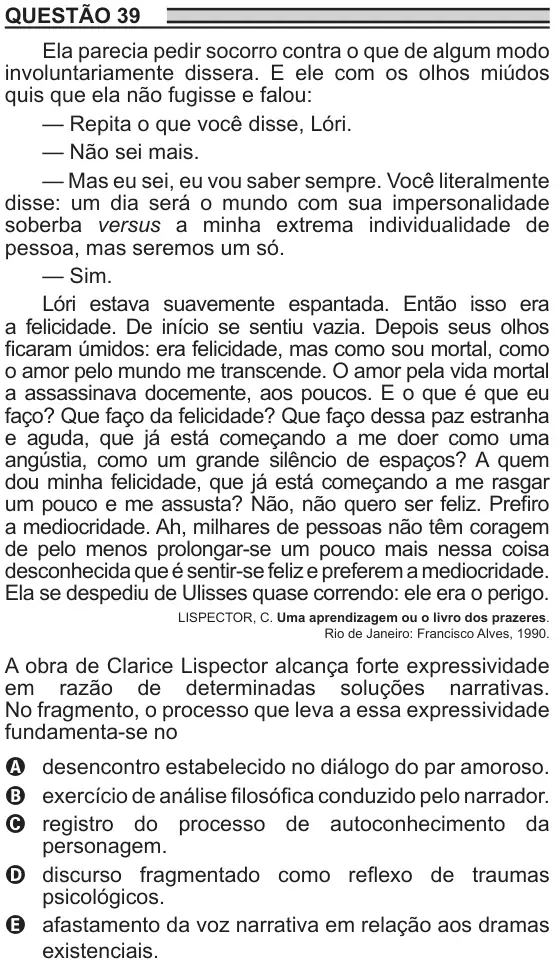 QUESTÃO 39
Ela parecia pedir socorro contra o que de algum modo
involuntariamente dissera. E ele com os olhos miúdos
quis que ela não fugisse e falou:
— Repita o que você disse, Lóri.
— Não sei mais.
— Mas eu sei, eu vou saber sempre. Você literalmente
disse: um dia será o mundo com sua impersonalidade
soberba versus a minha extrema individualidade de
pessoa, mas seremos um só.
— Sim.
Lóri estava suavemente espantada. Então isso era
a felicidade. De início se sentiu vazia. Depois seus olhos
ficaram úmidos: era felicidade, mas como sou mortal, como
o amor pelo mundo me transcende. O amor pela vida mortal
a assassinava docemente, aos poucos. E o que é que eu
faço? Que faço da felicidade? Que faço dessa paz estranha
e aguda, que já está começando a me doer como uma
angústia, como um grande silêncio de espaços? A quem
dou minha felicidade, que já está começando a me rasgar
um pouco e me assusta? Não, não quero ser feliz. Prefiro
a mediocridade. Ah, milhares de pessoas não têm coragem
de pelo menos prolongar-se um pouco mais nessa coisa
desconhecida que é sentir-se feliz e preferem a mediocridade.
Ela se despediu de Ulisses quase correndo: ele era o perigo.
LISPECTOR, C. Uma aprendizagem ou o livro dos prazeres.
Rio de Janeiro: Francisco Alves, 1990.
A obra de Clarice Lispector alcança forte expressividade
em razão de determinadas soluções narrativas.
No fragmento, o processo que leva a essa expressividade
fundamenta-se no
A desencontro estabelecido no diálogo do par amoroso.
B exercício de análise filosófica conduzido pelo narrador.
C registro do processo de autoconhecimento da
personagem.
D discurso fragmentado como reflexo de traumas
psicológicos.
E afastamento da voz narrativa em relação aos dramas
existenciais.